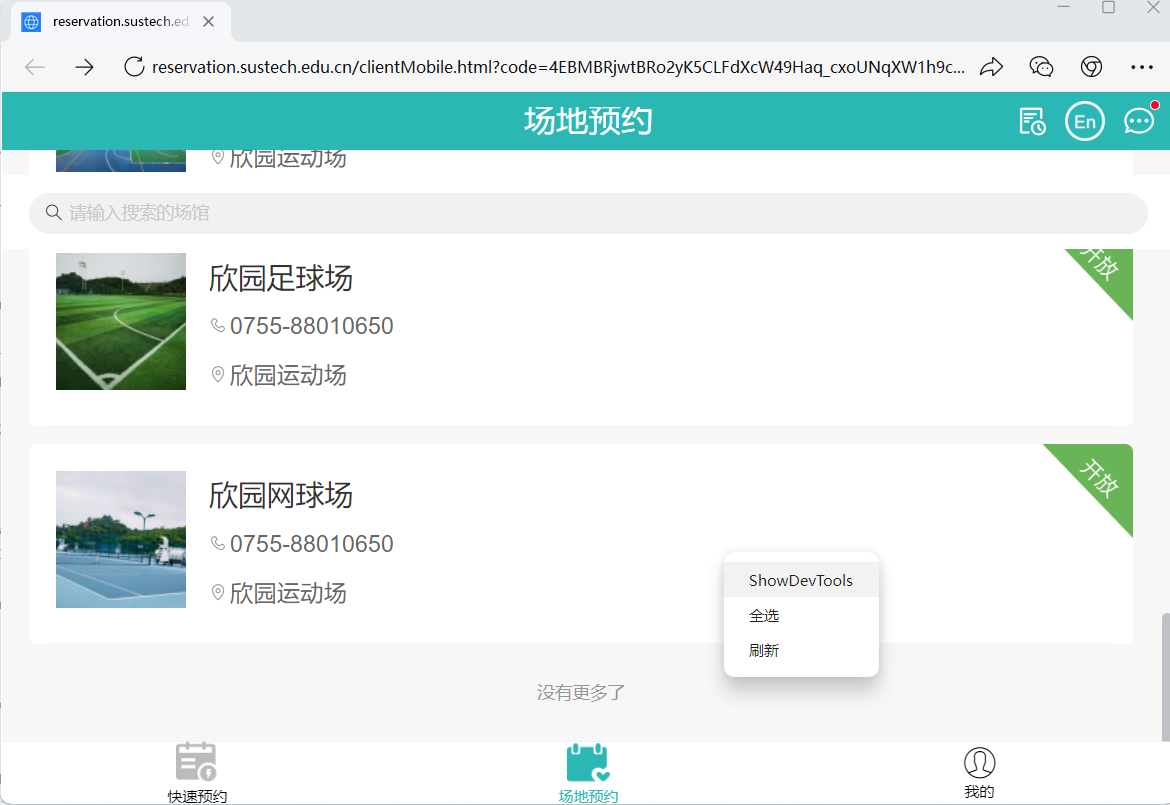 reservation.sustech.ed
reservation.sustech.edu.cn/clientMobile.html?code=4EBMBRjwtBRo2yK5CLFdXcW49Haq_cxoUNqXW1h9c...
场地预约
En
欣园运动场
请输入搜索的场馆
欣园足球场
开放
0755-88010650
欣园运动场
欣园网球场
开放
0755-88010650
欣园运动场
ShowDevTools
全选
刷新
没有更多了
快速预约
场地预约
我的